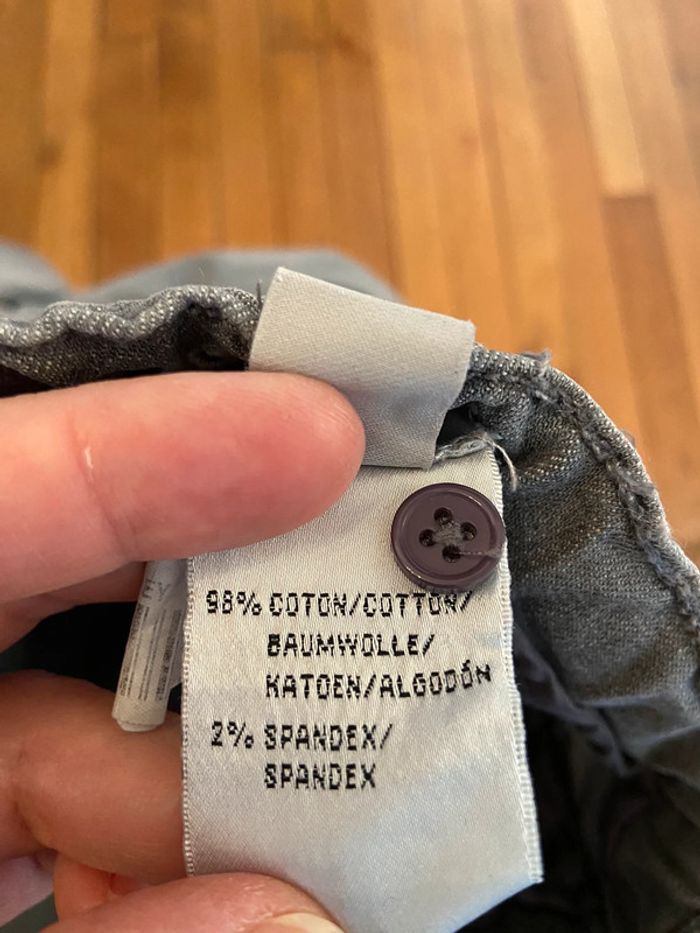 98% COTON/COTTON/
BAUMWOLLE/
KATOEN/ALGODÓN
2% SPANDEX/
SPANDEX